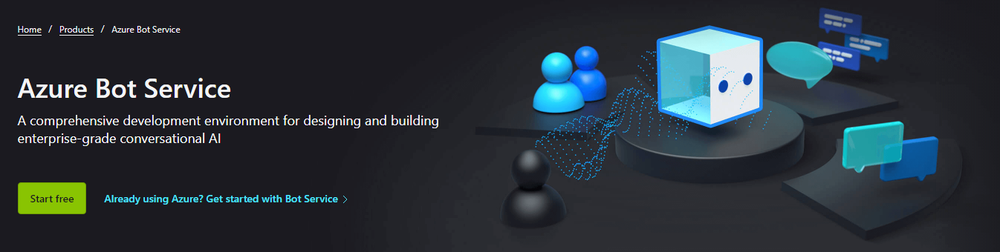 Home / Products / Azure Bot Service
Azure Bot Service
A comprehensive development environment for designing and building
enterprise-grade conversational AI
Start free
Already using Azure? Get started with Bot Service >